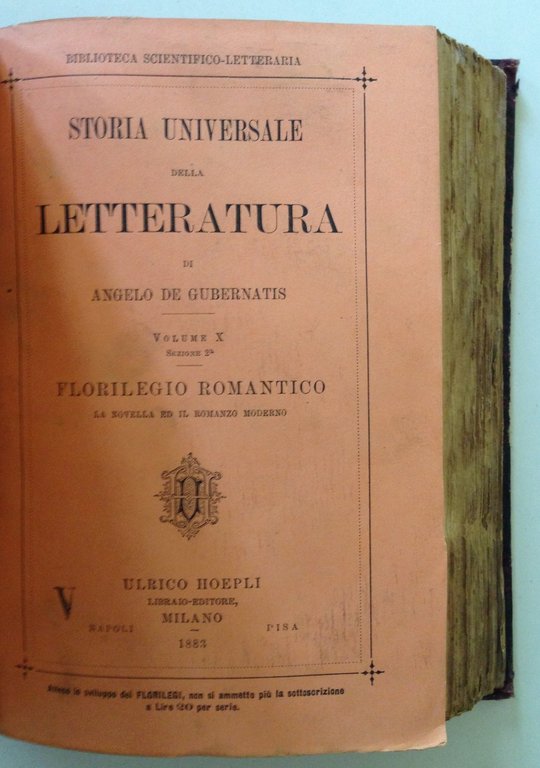 BIBLIOTECA SCIENTIFICO-LETTERARIA
STORIA UNIVERSALE
DELLA
LETTERATURA
DI
ANGELO DE GUBERNATIS
VOLUME X
SEZIONE 2ª
FLORILEGIO ROMANTICO
LA NOVELLA ED IL ROMANZO MODERNO
V
ULRICO HOEPLI
LIBRAIO-EDITORE,
NAPOLI MILANO PISA
1883
Atteso lo sviluppo dei FLORILEGI, non si ammette più la sottoscrizione
a Lire 20 per serie.